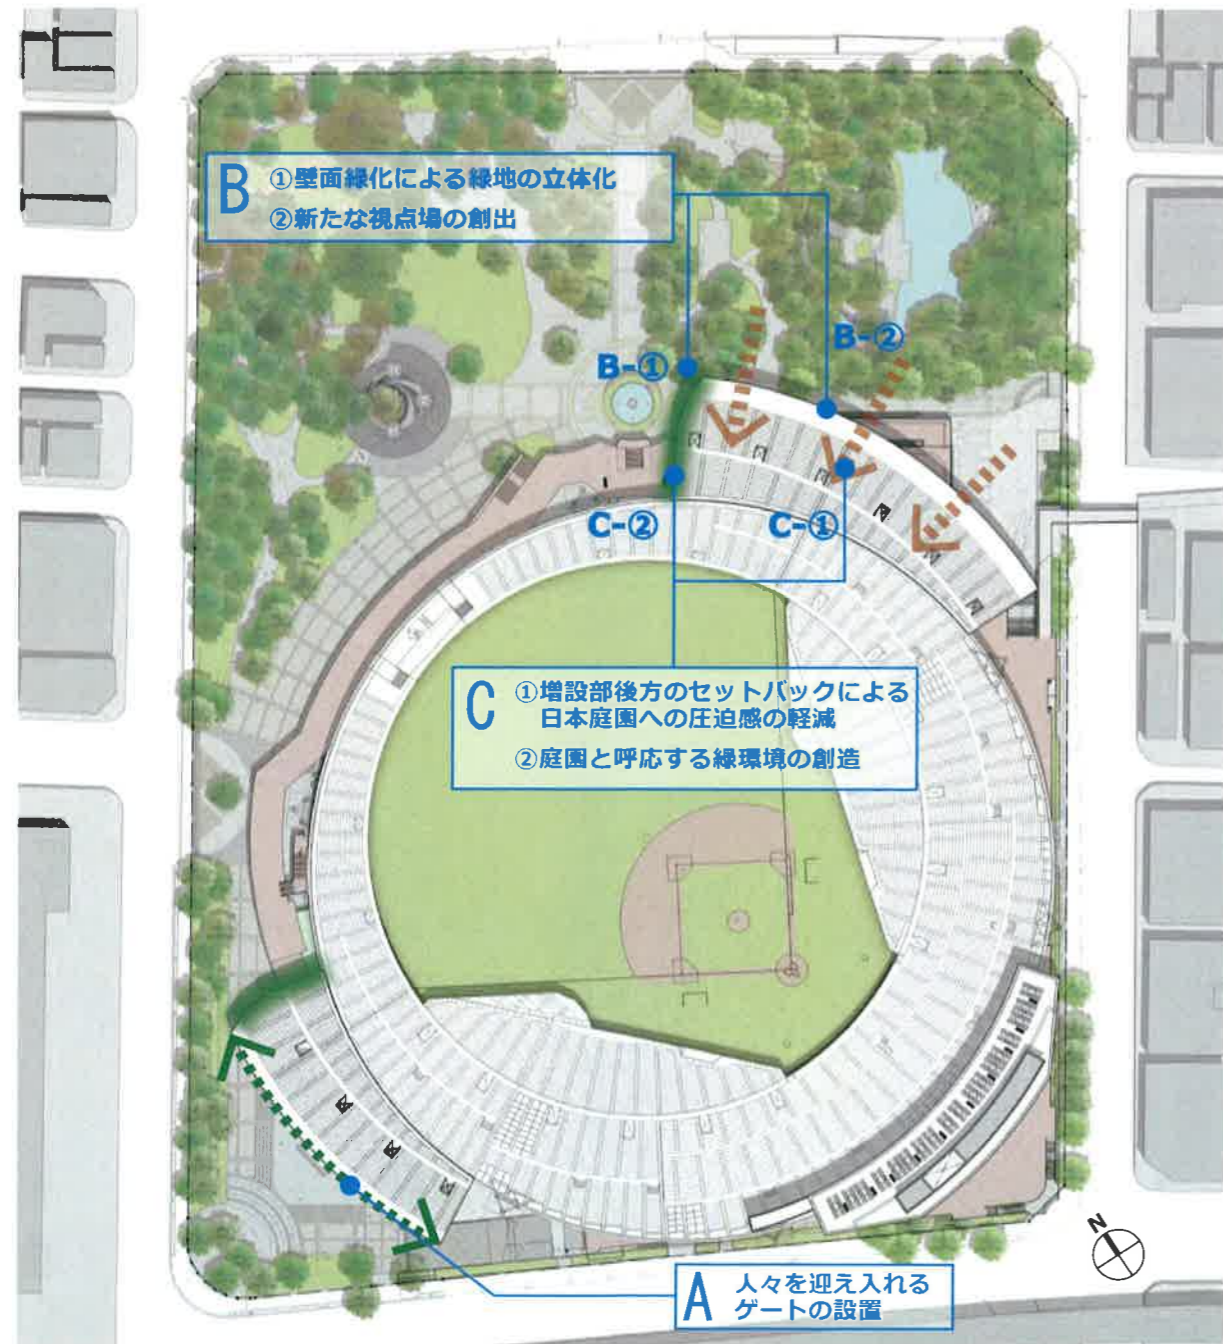 B ①壁面緑化による緑地の立体化
②新たな視点場の創出
B-①
B-②
C-②
C-①
C ①増設部後方のセットバックによる
日本庭園への圧迫感の軽減
②庭園と呼応する緑環境の創造
N
A 人々を迎え入れる
ゲートの設置